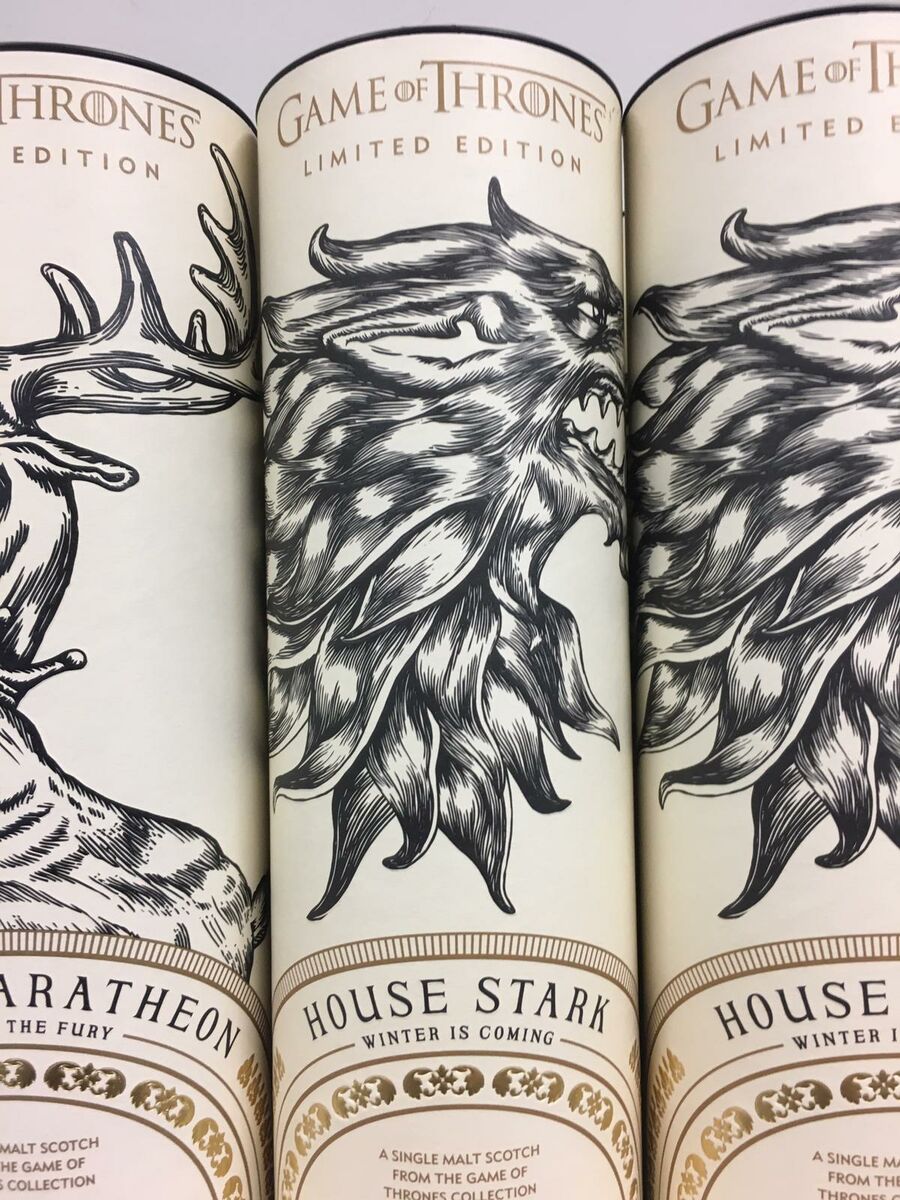 THRONES
EDITION
ARATHEON
THE FURY
MALT SCOTCH
HE GAME OF
S COLLECTION
GAME OF THRONES
LIMITED EDITION
HOUSE STARK
WINTER IS COMING
A SINGLE MALT SCOTCH
FROM THE GAME OF
THRONES COLLECTION
GAME OF TH
LIMITED E
HOUSE
WINTER I
A SINGLE MA
FROM THE
THRONES